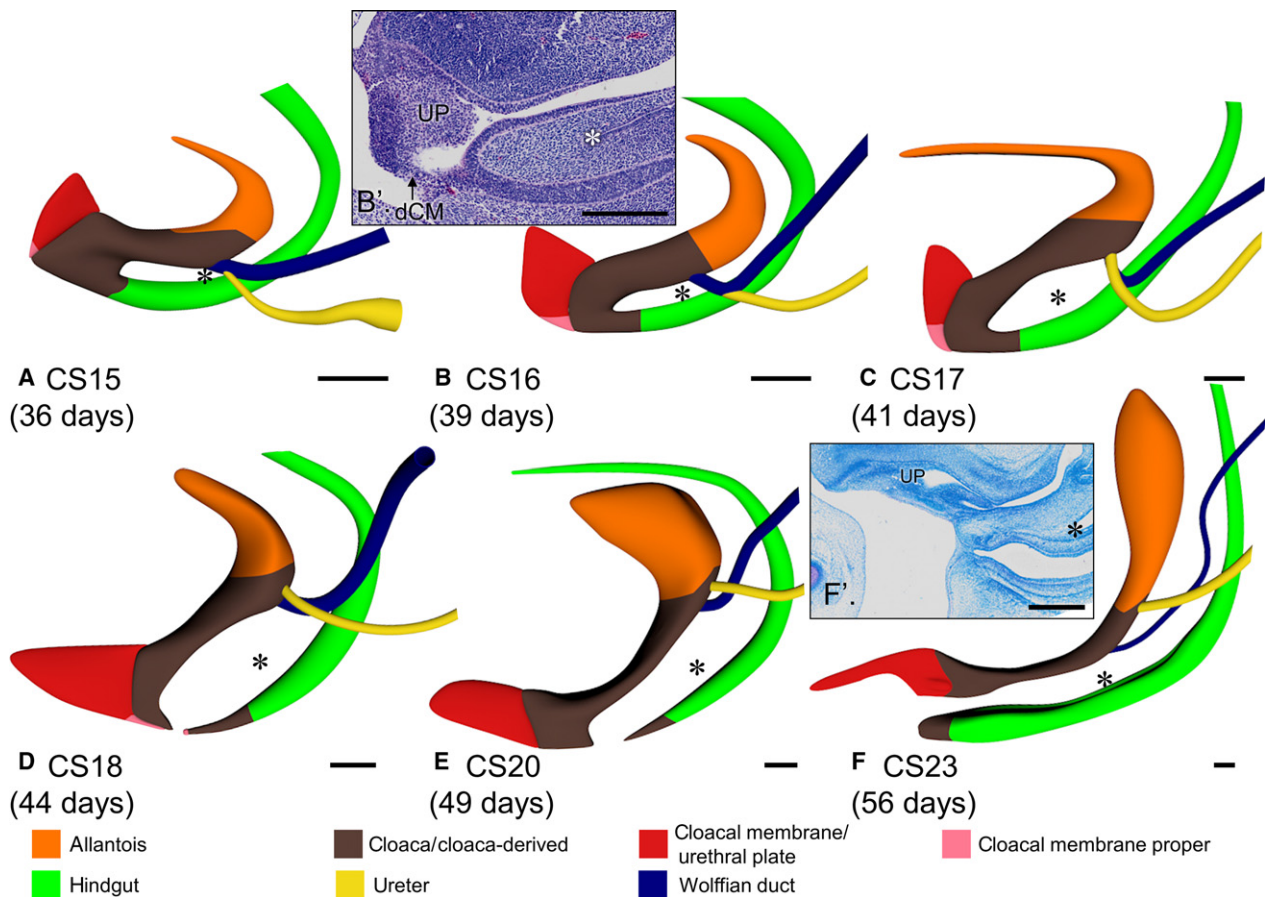 UP
*
B'. dCM
*
*
*
A CS15
(36 days)
B CS16
(39 days)
C CS17
(41 days)
UP
*
F'.
*
*
*
D CS18
(44 days)
E CS20
(49 days)
F CS23
(56 days)
Allantois
Cloaca/cloaca-derived
Cloacal membrane/
urethral plate
Cloacal membrane proper
Hindgut
Ureter
Wolffian duct